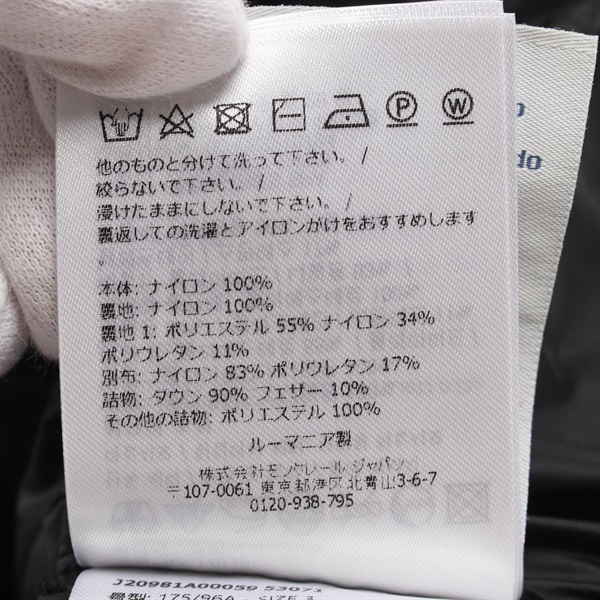 P W
他のものと分けて洗って下さい。/
絞らないで下さい。/
浸けたままにしないで下さい。/
裏返しての洗濯とアイロンがけをおすすめします
。
本体: ナイロン 100%
裏地: ナイロン 100%
裏地 1: ポリエステル 55% ナイロン 34%
ポリウレタン 11%
別布: ナイロン 83% ポリウレタン 17%
詰物: ダウン 90% フェザー 10%
その他の詰物: ポリエステル 100%
ルーマニア製
株式会社モンクレール ジャパン
〒107-0061 東京都港区北青山3-6-7
0120-938-795
do
J20981A00059 53071
号型: 175/96A